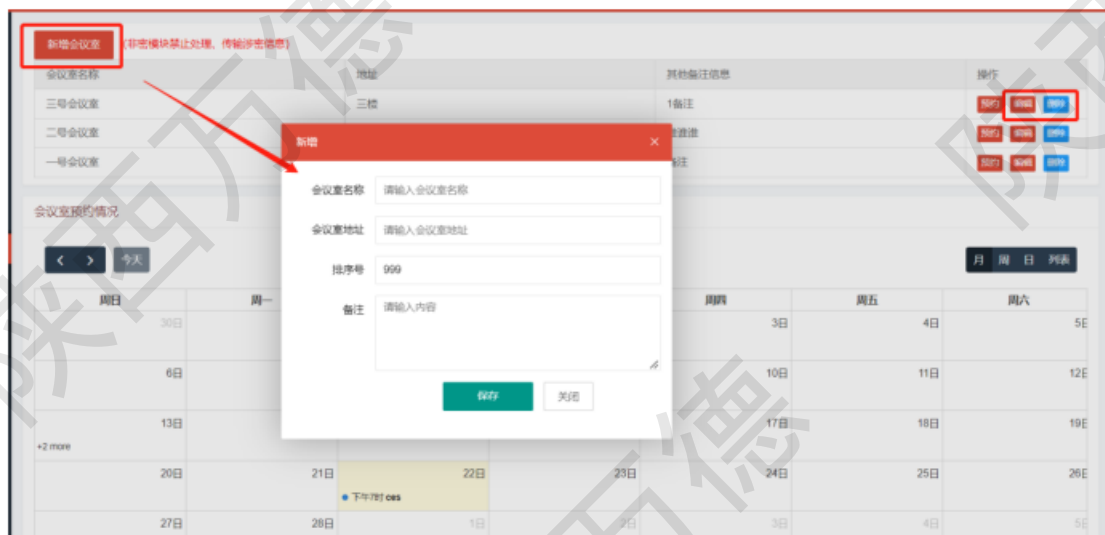 新增会议室 (非密模块禁止处理、传输涉密信息)
会议室名称 地址 其他备注信息 操作
三号会议室 三楼 1备注 预约 编辑 删除
二号会议室 预约 编辑 删除
一号会议室 备注 预约 编辑 删除
新增 ×
会议室名称 请输入会议室名称
会议室地址 请输入会议室地址
排序号 999
备注 请输入内容
保存 关闭
会议室预约情况
< > 今天 月 周 日 列表
周日 周一 周四 周五 周六
30日 3日 4日 5日
6日 10日 11日 12日
13日 17日 18日 19日
+2 more
20日 21日 22日 23日 24日 25日 26日
下午7时 ces
27日 28日 1日 2日 3日 4日 5日
陕西万德